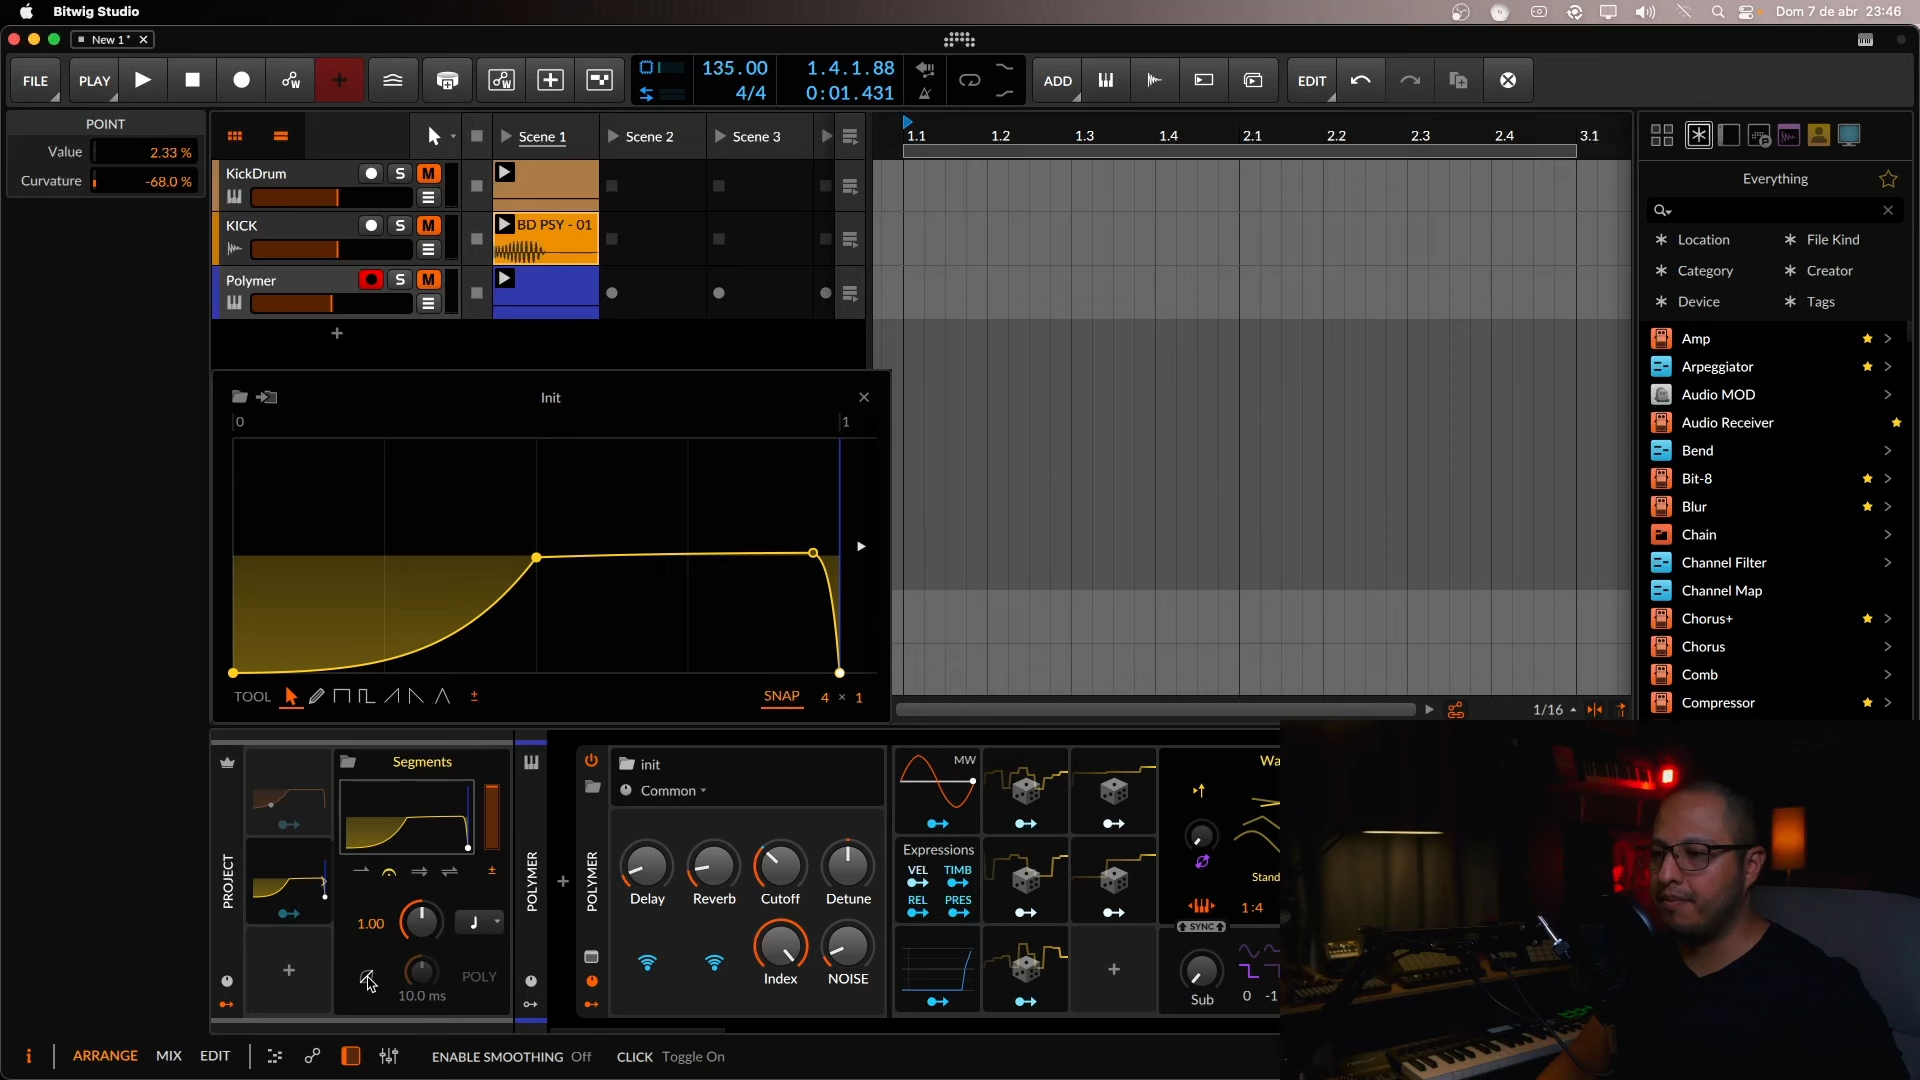 Bitwig Studio
Dom 7 de abr 23:46
New 1*
FILE
PLAY
135.00
4/4
1.4.1.88
0:01.431
ADD
EDIT
POINT
Value 2.33 %
Curvature -68.0 %
Scene 1
Scene 2
Scene 3
1.1 1.2 1.3 1.4 2.1 2.2 2.3 2.4 3.1
KickDrum S M
KICK S M
BD PSY - 01
Polymer S M
Everything
Location
File Kind
Category
Creator
Device
Tags
Amp
Arpeggiator
Audio MOD
Audio Receiver
Bend
Bit-8
Blur
Chain
Channel Filter
Channel Map
Chorus+
Chorus
Comb
Compressor
Init
0 1
TOOL
SNAP 4 × 1
1/16
PROJECT
Segments
1.00
10.0 ms
POLY
POLYMER
POLYMER
init
Common
Delay
Reverb
Cutoff
Detune
Index
NOISE
MW
Expressions
VEL TIMB
REL PRES
Wa
Stand
1:4
SYNC
Sub
0 -1
ARRANGE MIX EDIT
ENABLE SMOOTHING Off
CLICK Toggle On